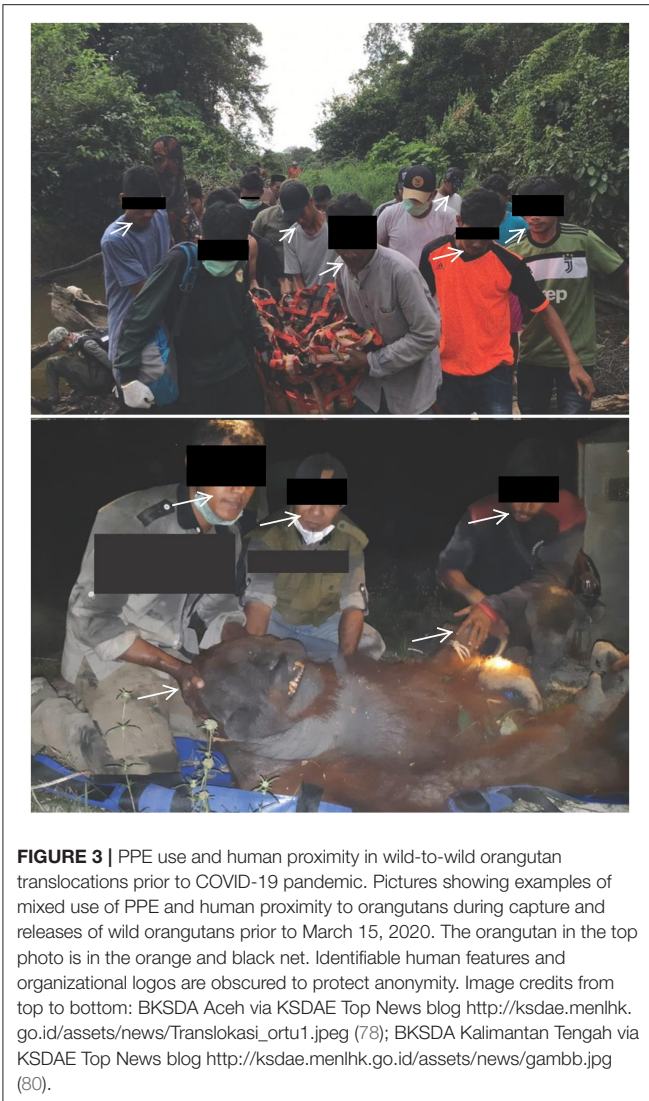 ep
FIGURE 3 | PPE use and human proximity in wild-to-wild orangutan
translocations prior to COVID-19 pandemic. Pictures showing examples of
mixed use of PPE and human proximity to orangutans during capture and
releases of wild orangutans prior to March 15, 2020. The orangutan in the top
photo is in the orange and black net. Identifiable human features and
organizational logos are obscured to protect anonymity. Image credits from
top to bottom: BKSDA Aceh via KSDAE Top News blog http://ksdae.menlhk.
go.id/assets/news/Translokasi_ortu1.jpeg (78); BKSDA Kalimantan Tengah via
KSDAE Top News blog http://ksdae.menlhk.go.id/assets/news/gambb.jpg
(80).